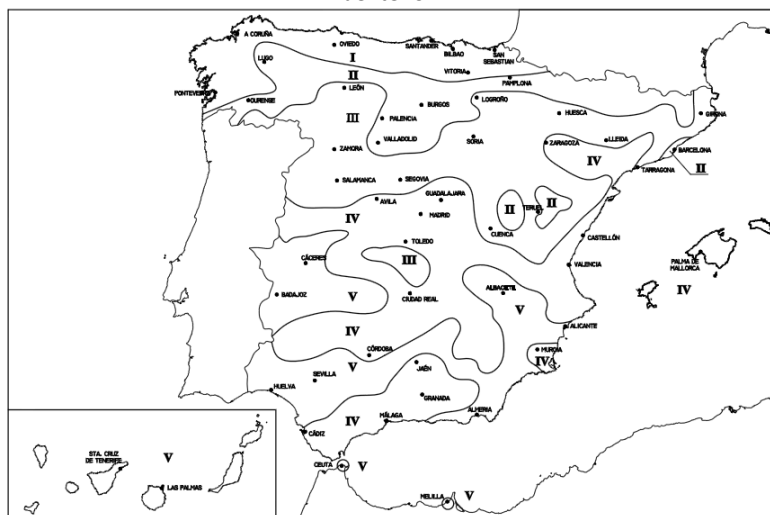 A CORUÑA
OVIEDO
SANTANDER
BILBAO
SAN
SEBASTIAN
LUGO
I
VITORIA
PAMPLONA
II
LEÓN
PONTEVEDRA
OURENSE
BURGOS
LOGROÑO
HUESCA
GIRONA
III
PALENCIA
VALLADOLID
SORIA
ZARAGOZA
LLEIDA
BARCELONA
ZAMORA
IV
TARRAGONA
II
SALAMANCA
SEGOVIA
AVILA
GUADALAJARA
IV
MADRID
II
TERUEL
II
CUENCA
CASTELLÓN
TOLEDO
CÁCERES
III
VALENCIA
PALMA DE
MALLORCA
IV
BADAJOZ
V
CIUDAD REAL
ALBACETE
V
IV
ALICANTE
CÓRDOBA
MURCIA
IV
V
JAÉN
SEVILLA
HUELVA
GRANADA
IV
MÁLAGA
ALMERIA
CÁDIZ
STA. CRUZ
DE TENERIFE
V
CEUTA
V
LAS PALMAS
MELILLA
V